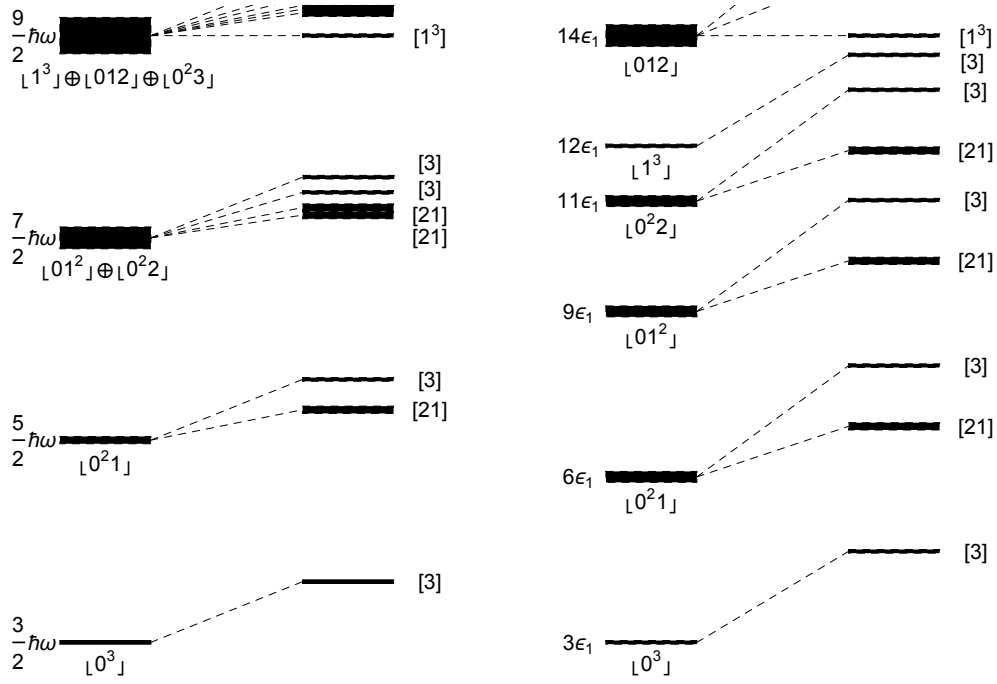 9/2 ħω
⌊1³⌋⊕⌊012⌋⊕⌊0²3⌋
[1³]
[3]
[3]
[21]
[21]
7/2 ħω
⌊01²⌋⊕⌊0²2⌋
[3]
[21]
5/2 ħω
⌊0²1⌋
[3]
3/2 ħω
⌊0³⌋
14ϵ₁
⌊012⌋
[1³]
[3]
[3]
12ϵ₁
⌊1³⌋
[21]
11ϵ₁
⌊0²2⌋
[3]
[21]
9ϵ₁
⌊01²⌋
[3]
[21]
6ϵ₁
⌊0²1⌋
[3]
3ϵ₁
⌊0³⌋